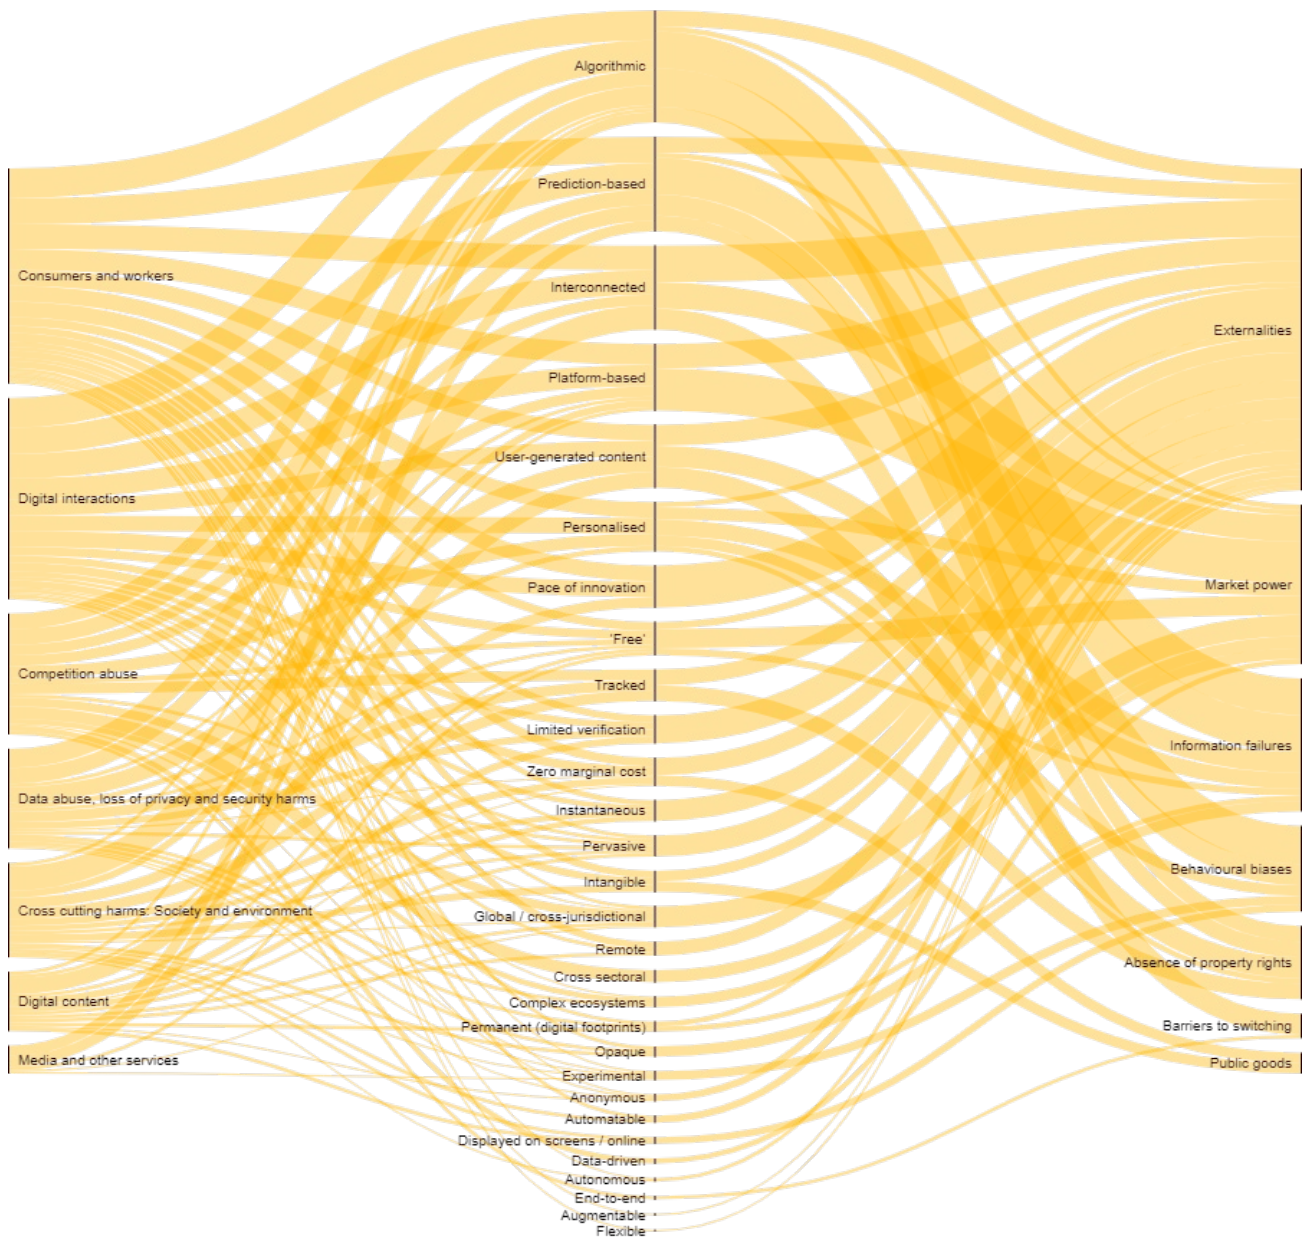 Consumers and workers
Digital interactions
Competition abuse
Data abuse, loss of privacy and security harms
Cross cutting harms: Society and environment
Digital content
Media and other services
Algorithmic
Prediction-based
Interconnected
Platform-based
User-generated content
Personalised
Pace of innovation
'Free'
Tracked
Limited verification
Zero marginal cost
Instantaneous
Pervasive
Intangible
Global / cross-jurisdictional
Remote
Cross sectoral
Complex ecosystems
Permanent (digital footprints)
Opaque
Experimental
Anonymous
Automatable
Displayed on screens / online
Data-driven
Autonomous
End-to-end
Augmentable
Flexible
Externalities
Market power
Information failures
Behavioural biases
Absence of property rights
Barriers to switching
Public goods